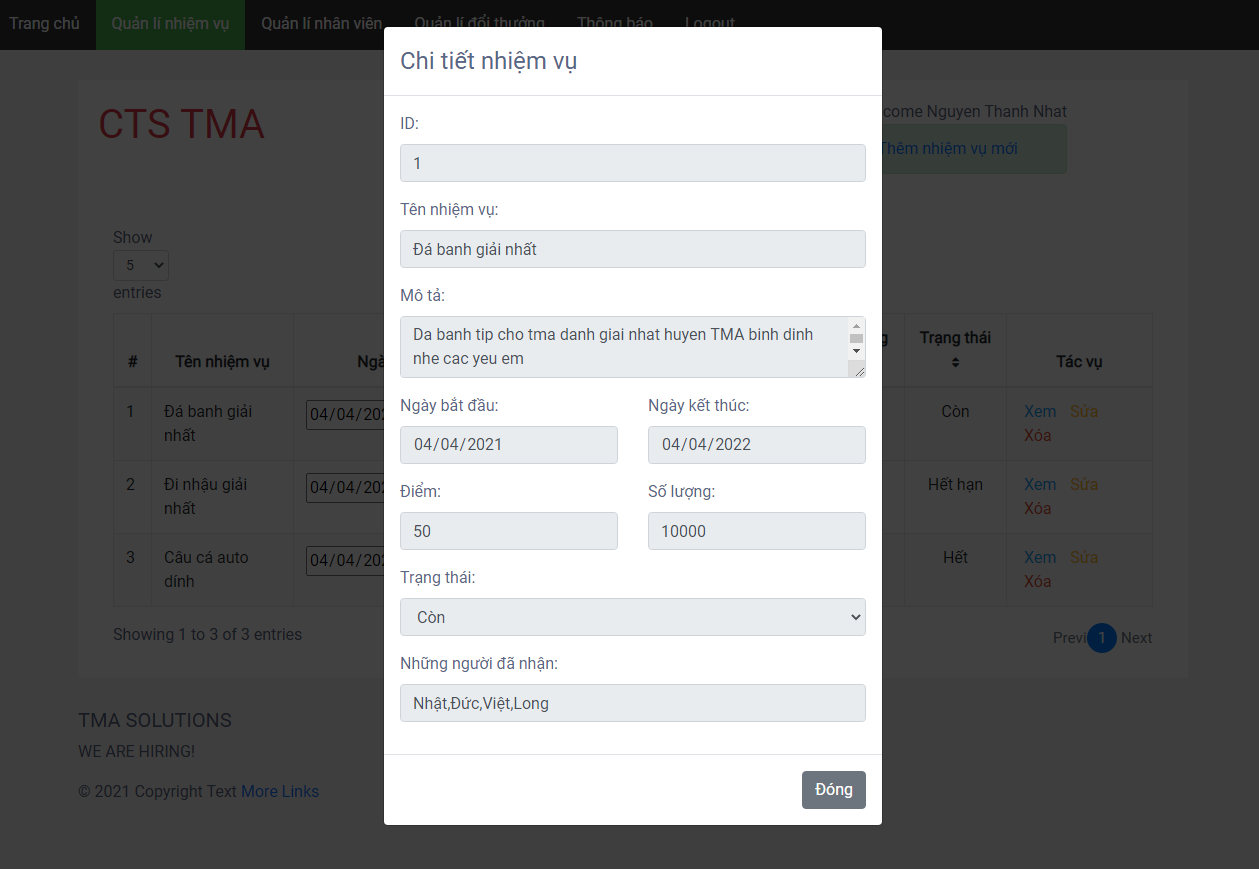 Trang chủ Quản lí nhiệm vụ Quản lí nhân viên Quản lí đổi thưởng Thông báo Logout
Chi tiết nhiệm vụ
CTS TMA
come Nguyen Thanh Nhat
Thêm nhiệm vụ mới
ID:
1
Tên nhiệm vụ:
Đá banh giải nhất
Mô tả:
Da banh tip cho tma danh giai nhat huyen TMA binh dinh
nhe cac yeu em
Ngày bắt đầu: Ngày kết thúc:
04/04/2021 04/04/2022
Điểm: Số lượng:
50 10000
Trạng thái:
Còn
Những người đã nhận:
Nhật,Đức,Việt,Long
Đóng
Show
5
entries
# Tên nhiệm vụ Ngà g Trạng thái Tác vụ
1 Đá banh giải 04/04/202 Còn Xem Sửa
nhất Xóa
2 Đi nhậu giải 04/04/202 Hết hạn Xem Sửa
nhất Xóa
3 Câu cá auto 04/04/202 Hết Xem Sửa
dính Xóa
Showing 1 to 3 of 3 entries Previ 1 Next
TMA SOLUTIONS
WE ARE HIRING!
© 2021 Copyright Text More Links